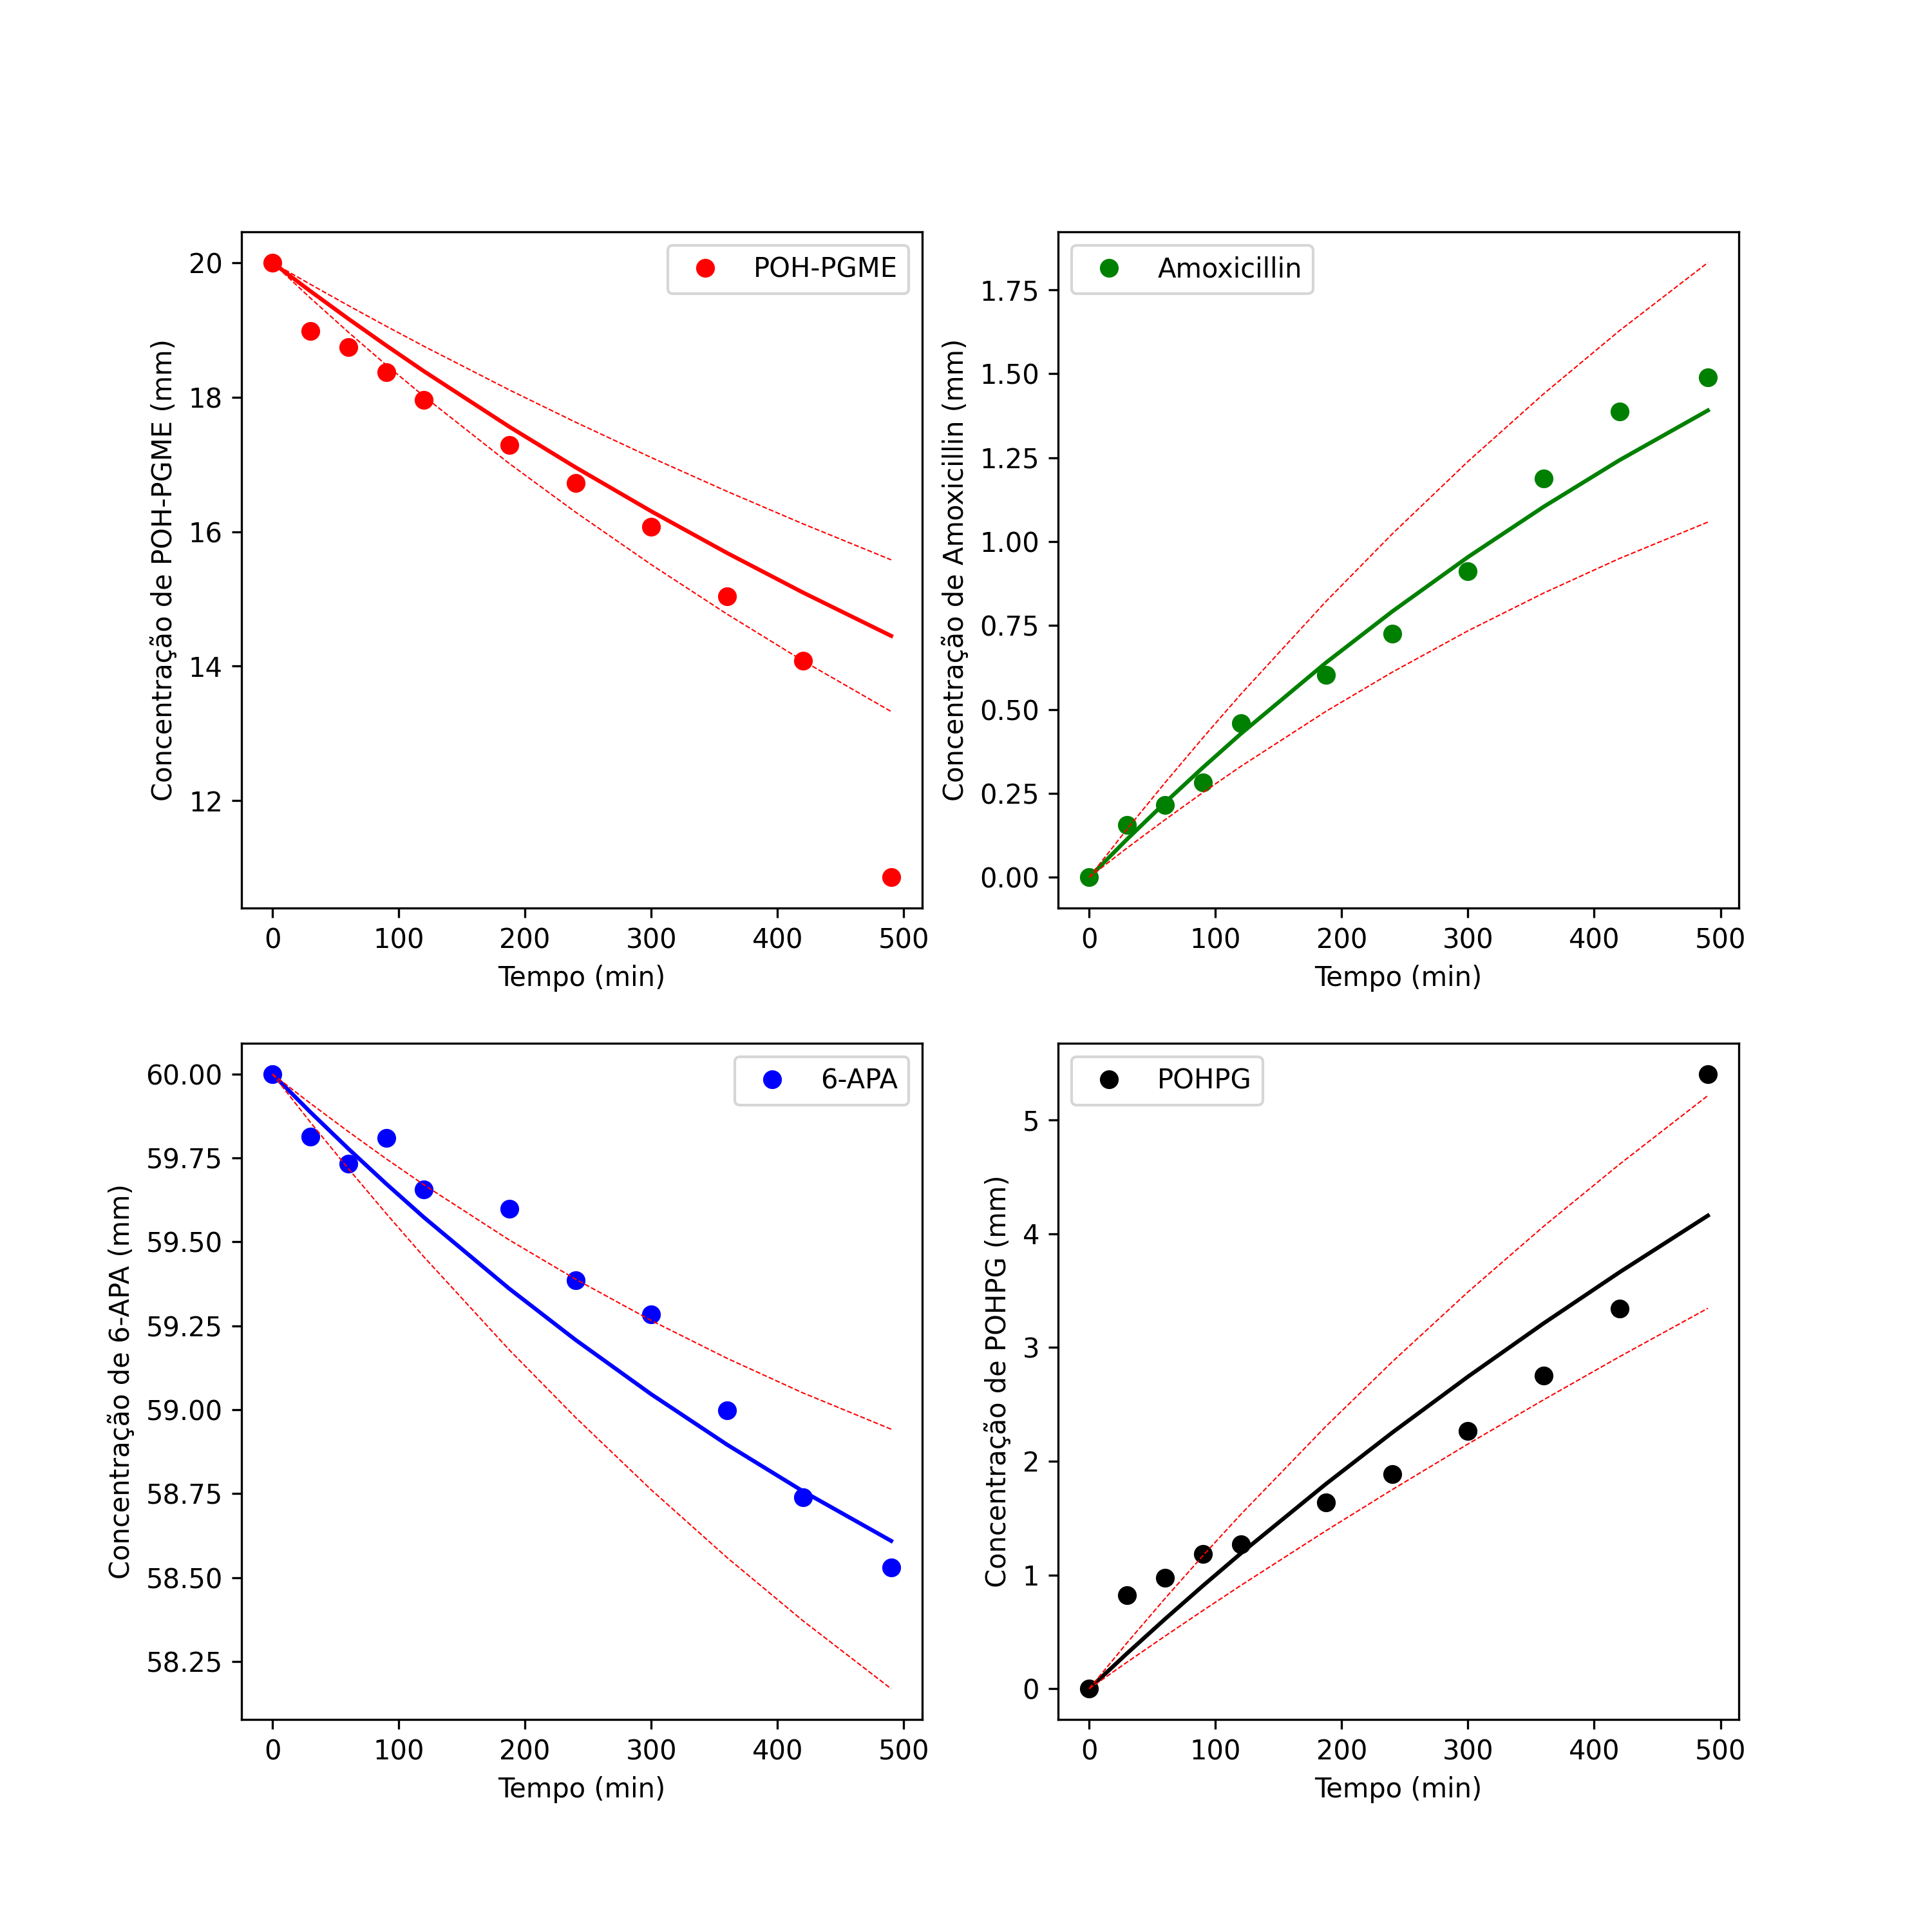 POH-PGME
20
18
16
14
12
Concentração de POH-PGME (mm)
0 100 200 300 400 500
Tempo (min)
Amoxicillin
1.75
1.50
1.25
1.00
0.75
0.50
0.25
0.00
Concentração de Amoxicillin (mm)
0 100 200 300 400 500
Tempo (min)
6-APA
60.00
59.75
59.50
59.25
59.00
58.75
58.50
58.25
Concentração de 6-APA (mm)
0 100 200 300 400 500
Tempo (min)
POHPG
5
4
3
2
1
0
Concentração de POHPG (mm)
0 100 200 300 400 500
Tempo (min)